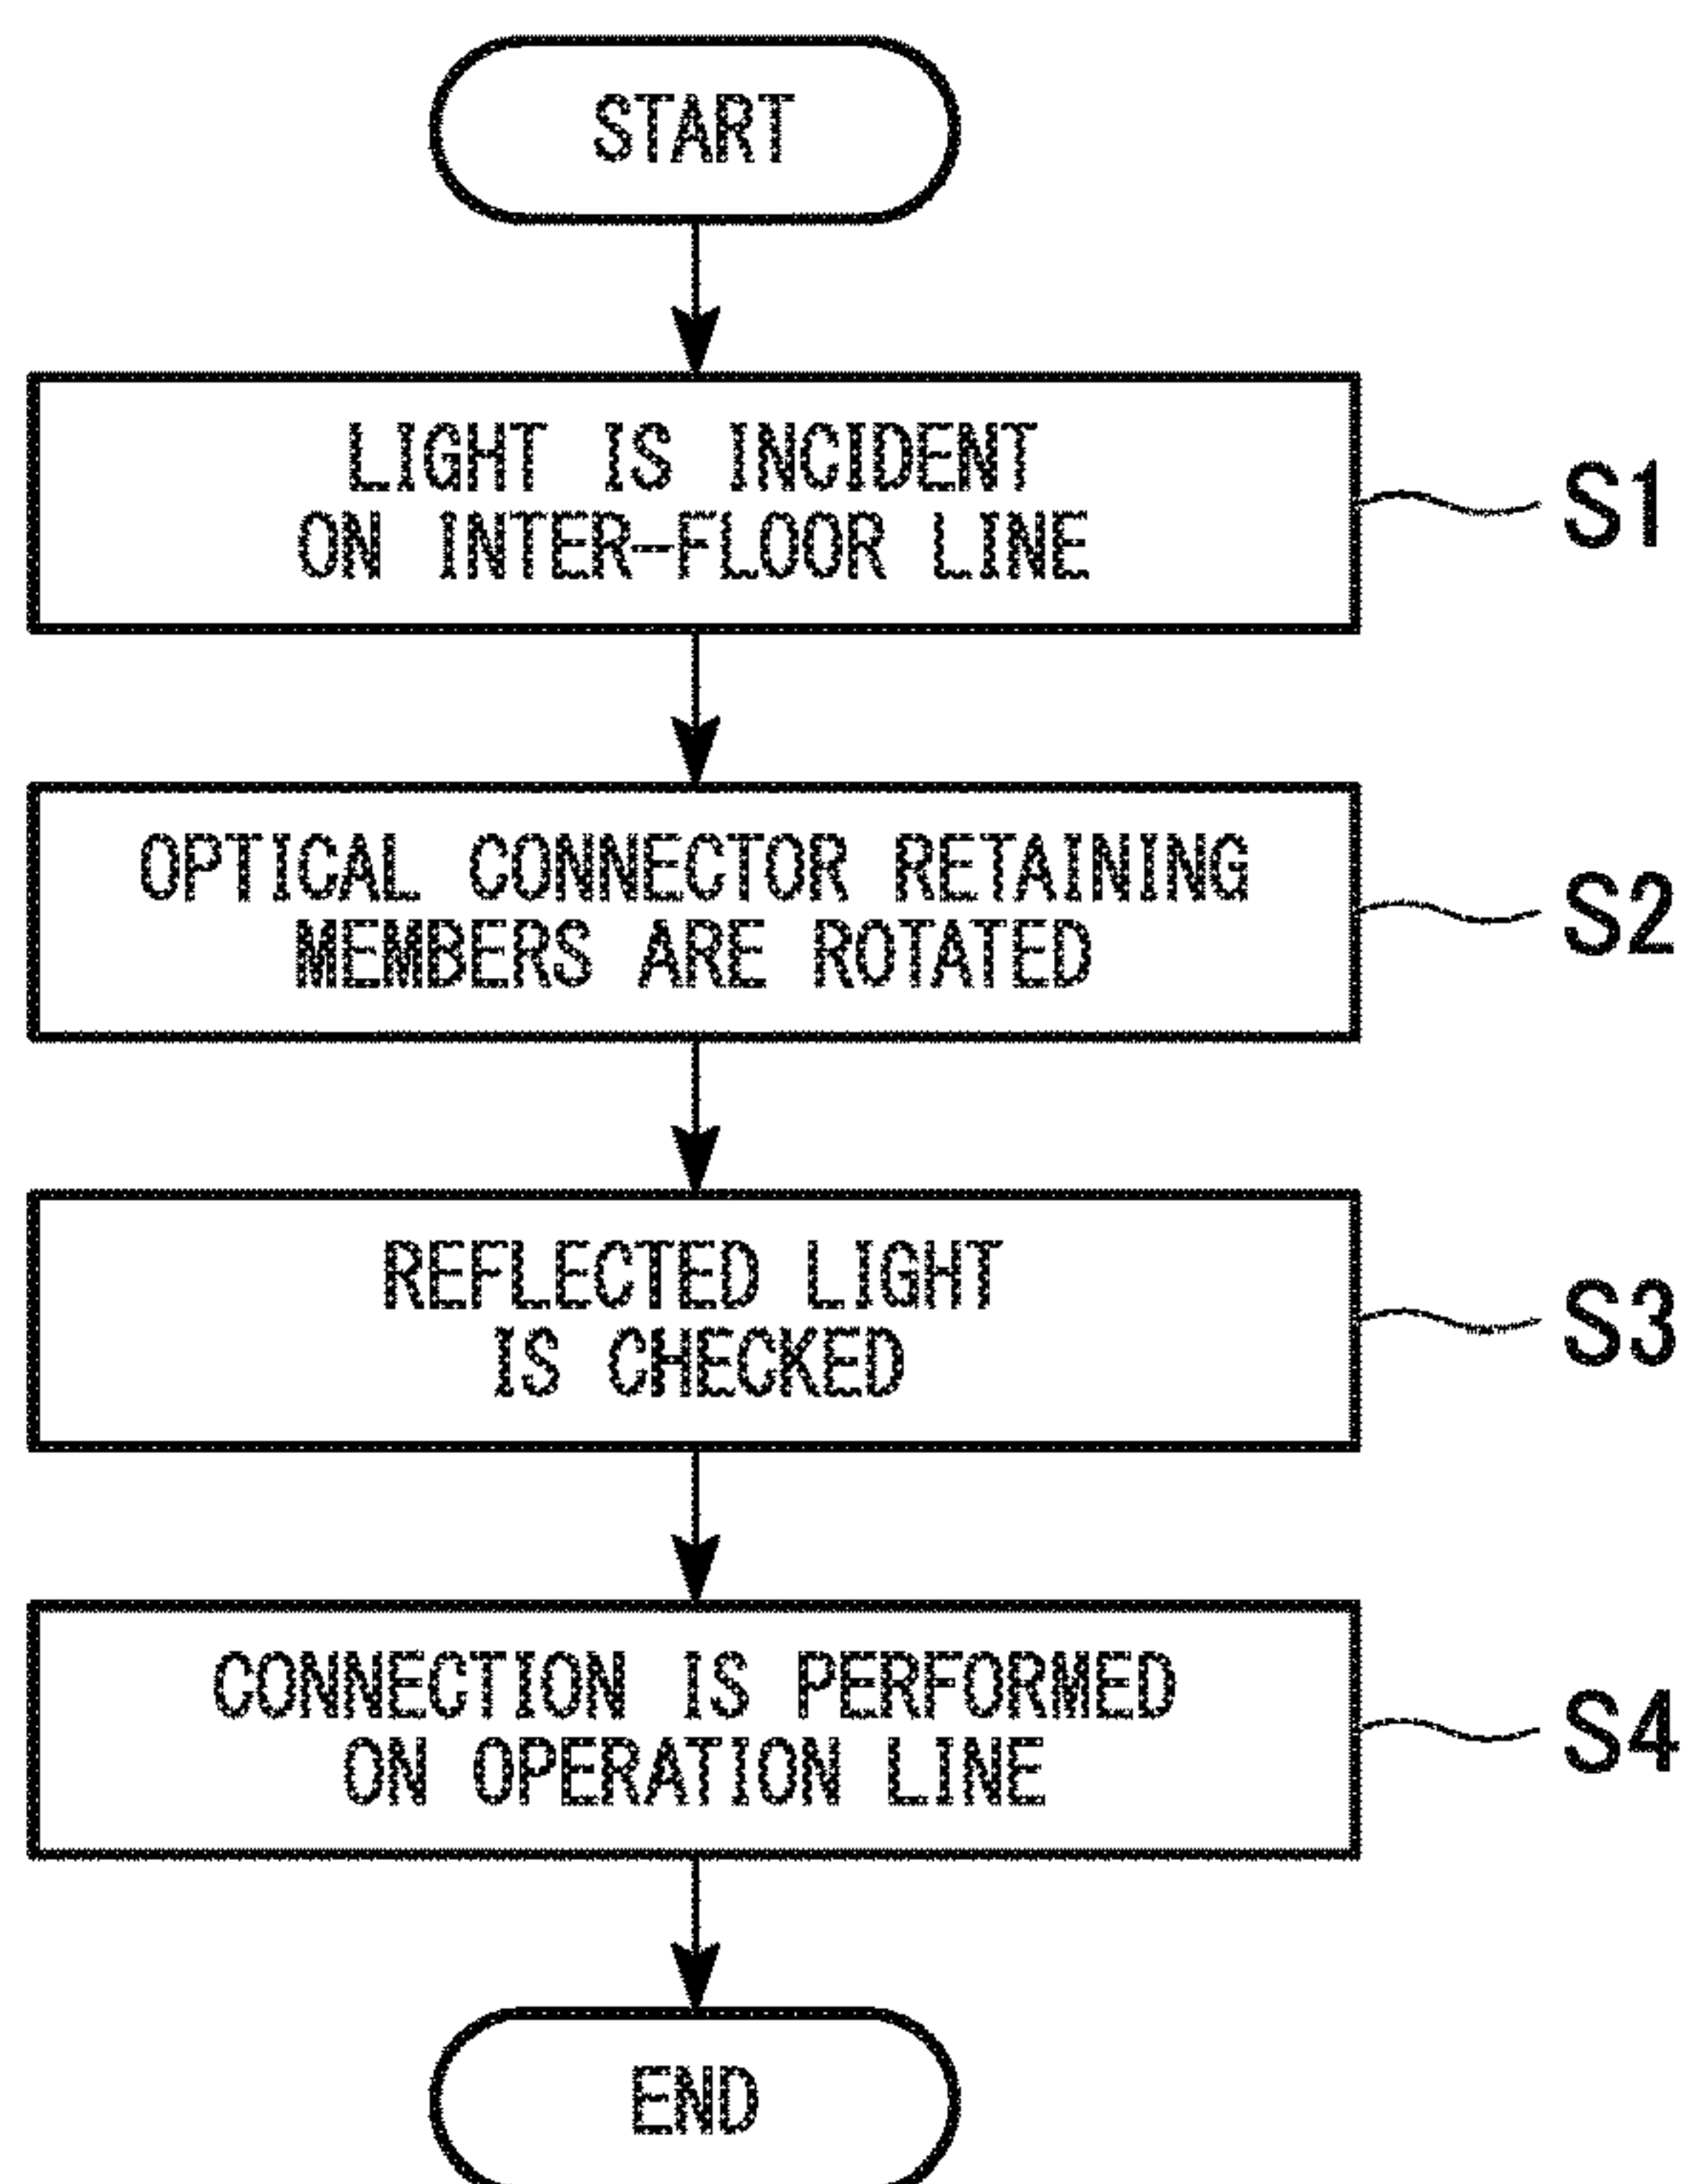 START
LIGHT IS INCIDENT
ON INTER-FLOOR LINE
S1
OPTICAL CONNECTOR RETAINING
MEMBERS ARE ROTATED
S2
REFLECTED LIGHT
IS CHECKED
S3
CONNECTION IS PERFORMED
ON OPERATION LINE
S4
END